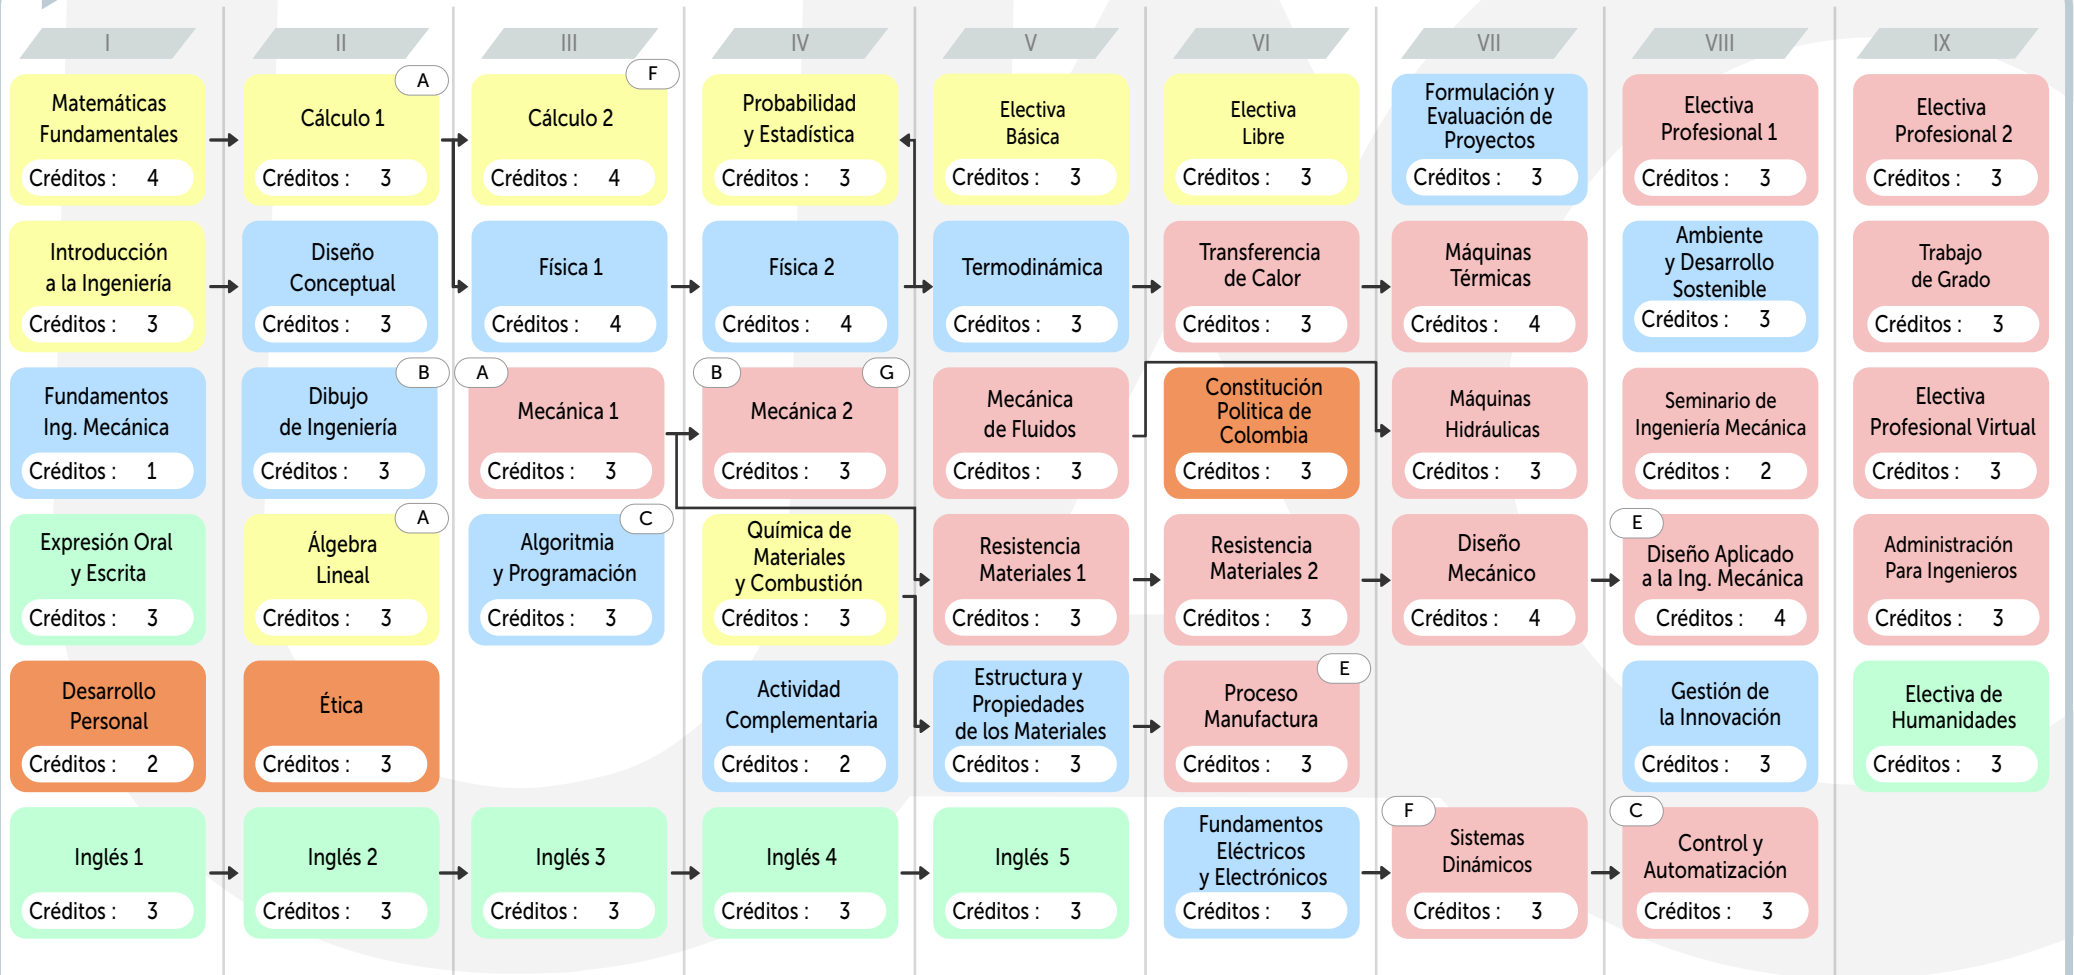 I
II
III
IV
V
VI
VII
VIII
IX
Matemáticas
Fundamentales
Créditos : 4
Introducción
a la Ingeniería
Créditos : 3
Fundamentos
Ing. Mecánica
Créditos : 1
Expresión Oral
y Escrita
Créditos : 3
Desarrollo
Personal
Créditos : 2
Inglés 1
Créditos : 3
A
Cálculo 1
Créditos : 3
Diseño
Conceptual
Créditos : 3
B
Dibujo
de Ingeniería
Créditos : 3
A
Álgebra
Lineal
Créditos : 3
Ética
Créditos : 3
Inglés 2
Créditos : 3
F
Cálculo 2
Créditos : 4
Física 1
Créditos : 4
A
Mecánica 1
Créditos : 3
C
Algoritmia
y Programación
Créditos : 3
Inglés 3
Créditos : 3
Probabilidad
y Estadística
Créditos : 3
Física 2
Créditos : 4
B
G
Mecánica 2
Créditos : 3
Química de
Materiales
y Combustión
Créditos : 3
Actividad
Complementaria
Créditos : 2
Inglés 4
Créditos : 3
Electiva
Básica
Créditos : 3
Termodinámica
Créditos : 3
Mecánica
de Fluidos
Créditos : 3
Resistencia
Materiales 1
Créditos : 3
Estructura y
Propiedades
de los Materiales
Créditos : 3
Inglés 5
Créditos : 3
Electiva
Libre
Créditos : 3
Transferencia
de Calor
Créditos : 3
Constitución
Politica de
Colombia
Créditos : 3
Resistencia
Materiales 2
Créditos : 3
E
Proceso
Manufactura
Créditos : 3
Fundamentos
Eléctricos
y Electrónicos
Créditos : 3
Formulación y
Evaluación de
Proyectos
Créditos : 3
Máquinas
Térmicas
Créditos : 4
Máquinas
Hidráulicas
Créditos : 3
Diseño
Mecánico
Créditos : 4
F
Sistemas
Dinámicos
Créditos : 3
Electiva
Profesional 1
Créditos : 3
Ambiente
y Desarrollo
Sostenible
Créditos : 3
Seminario de
Ingeniería Mecánica
Créditos : 2
E
Diseño Aplicado
a la Ing. Mecánica
Créditos : 4
Gestión de
la Innovación
Créditos : 3
C
Control y
Automatización
Créditos : 3
Electiva
Profesional 2
Créditos : 3
Trabajo
de Grado
Créditos : 3
Electiva
Profesional Virtual
Créditos : 3
Administración
Para Ingenieros
Créditos : 3
Electiva de
Humanidades
Créditos : 3